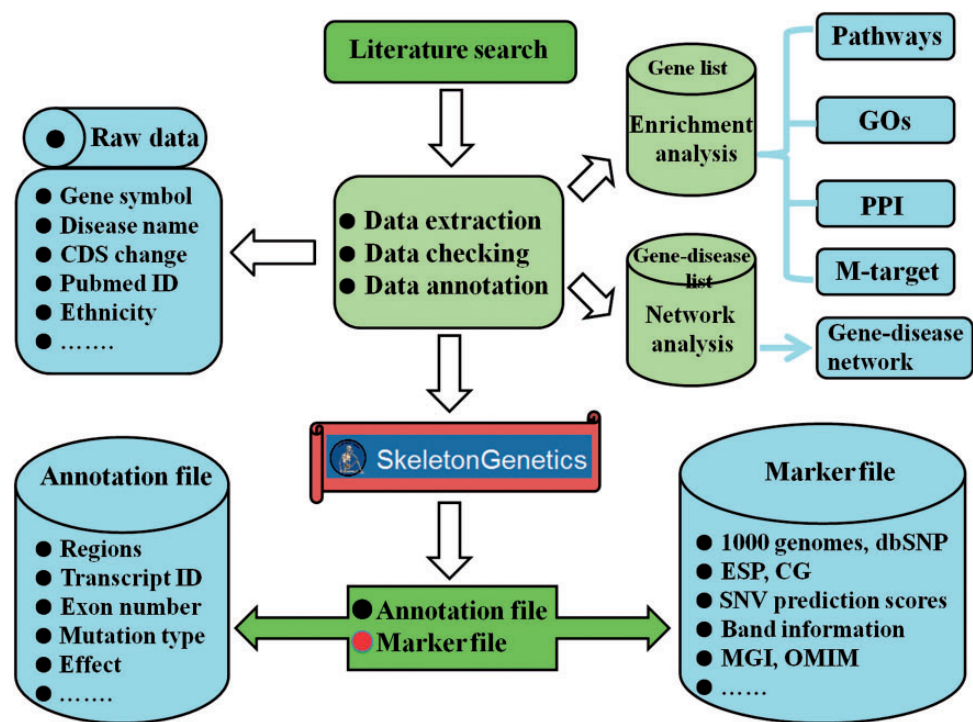 Literature search
Raw data
Gene symbol
Disease name
CDS change
Pubmed ID
Ethnicity
…….
Data extraction
Data checking
Data annotation
Gene list
Enrichment
analysis
Pathways
GOs
PPI
M-target
Gene-disease
list
Network
analysis
Gene-disease
network
SkeletonGenetics
Annotation file
Regions
Transcript ID
Exon number
Mutation type
Effect
…….
Annotation file
Marker file
Marker file
1000 genomes, dbSNP
ESP, CG
SNV prediction scores
Band information
MGI, OMIM
……